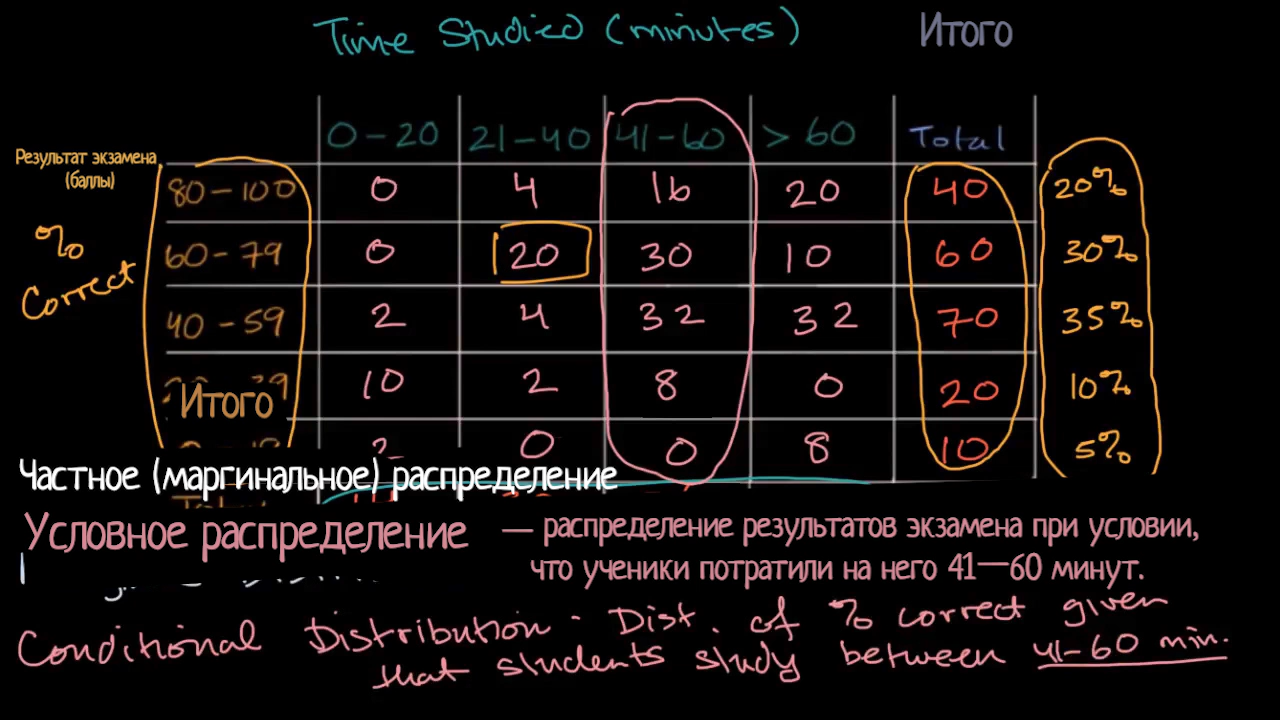 Time Studied (minutes) Итого
0-20 21-40 41-60 > 60 Total
Результат экзамена
(баллы)
80-100 0 4 16 20 40 20%
% Correct
60-79 0 20 30 10 60 30%
40-59 2 4 32 32 70 35%
Итого 10 2 8 0 20 10%
2 0 0 8 10 5%
Частное (маргинальное) распределение
Условное распределение — распределение результатов экзамена при условии,
что ученики потратили на него 41—60 минут.
Conditional Distribution - Dist. of % correct given
that students study between 41-60 min.